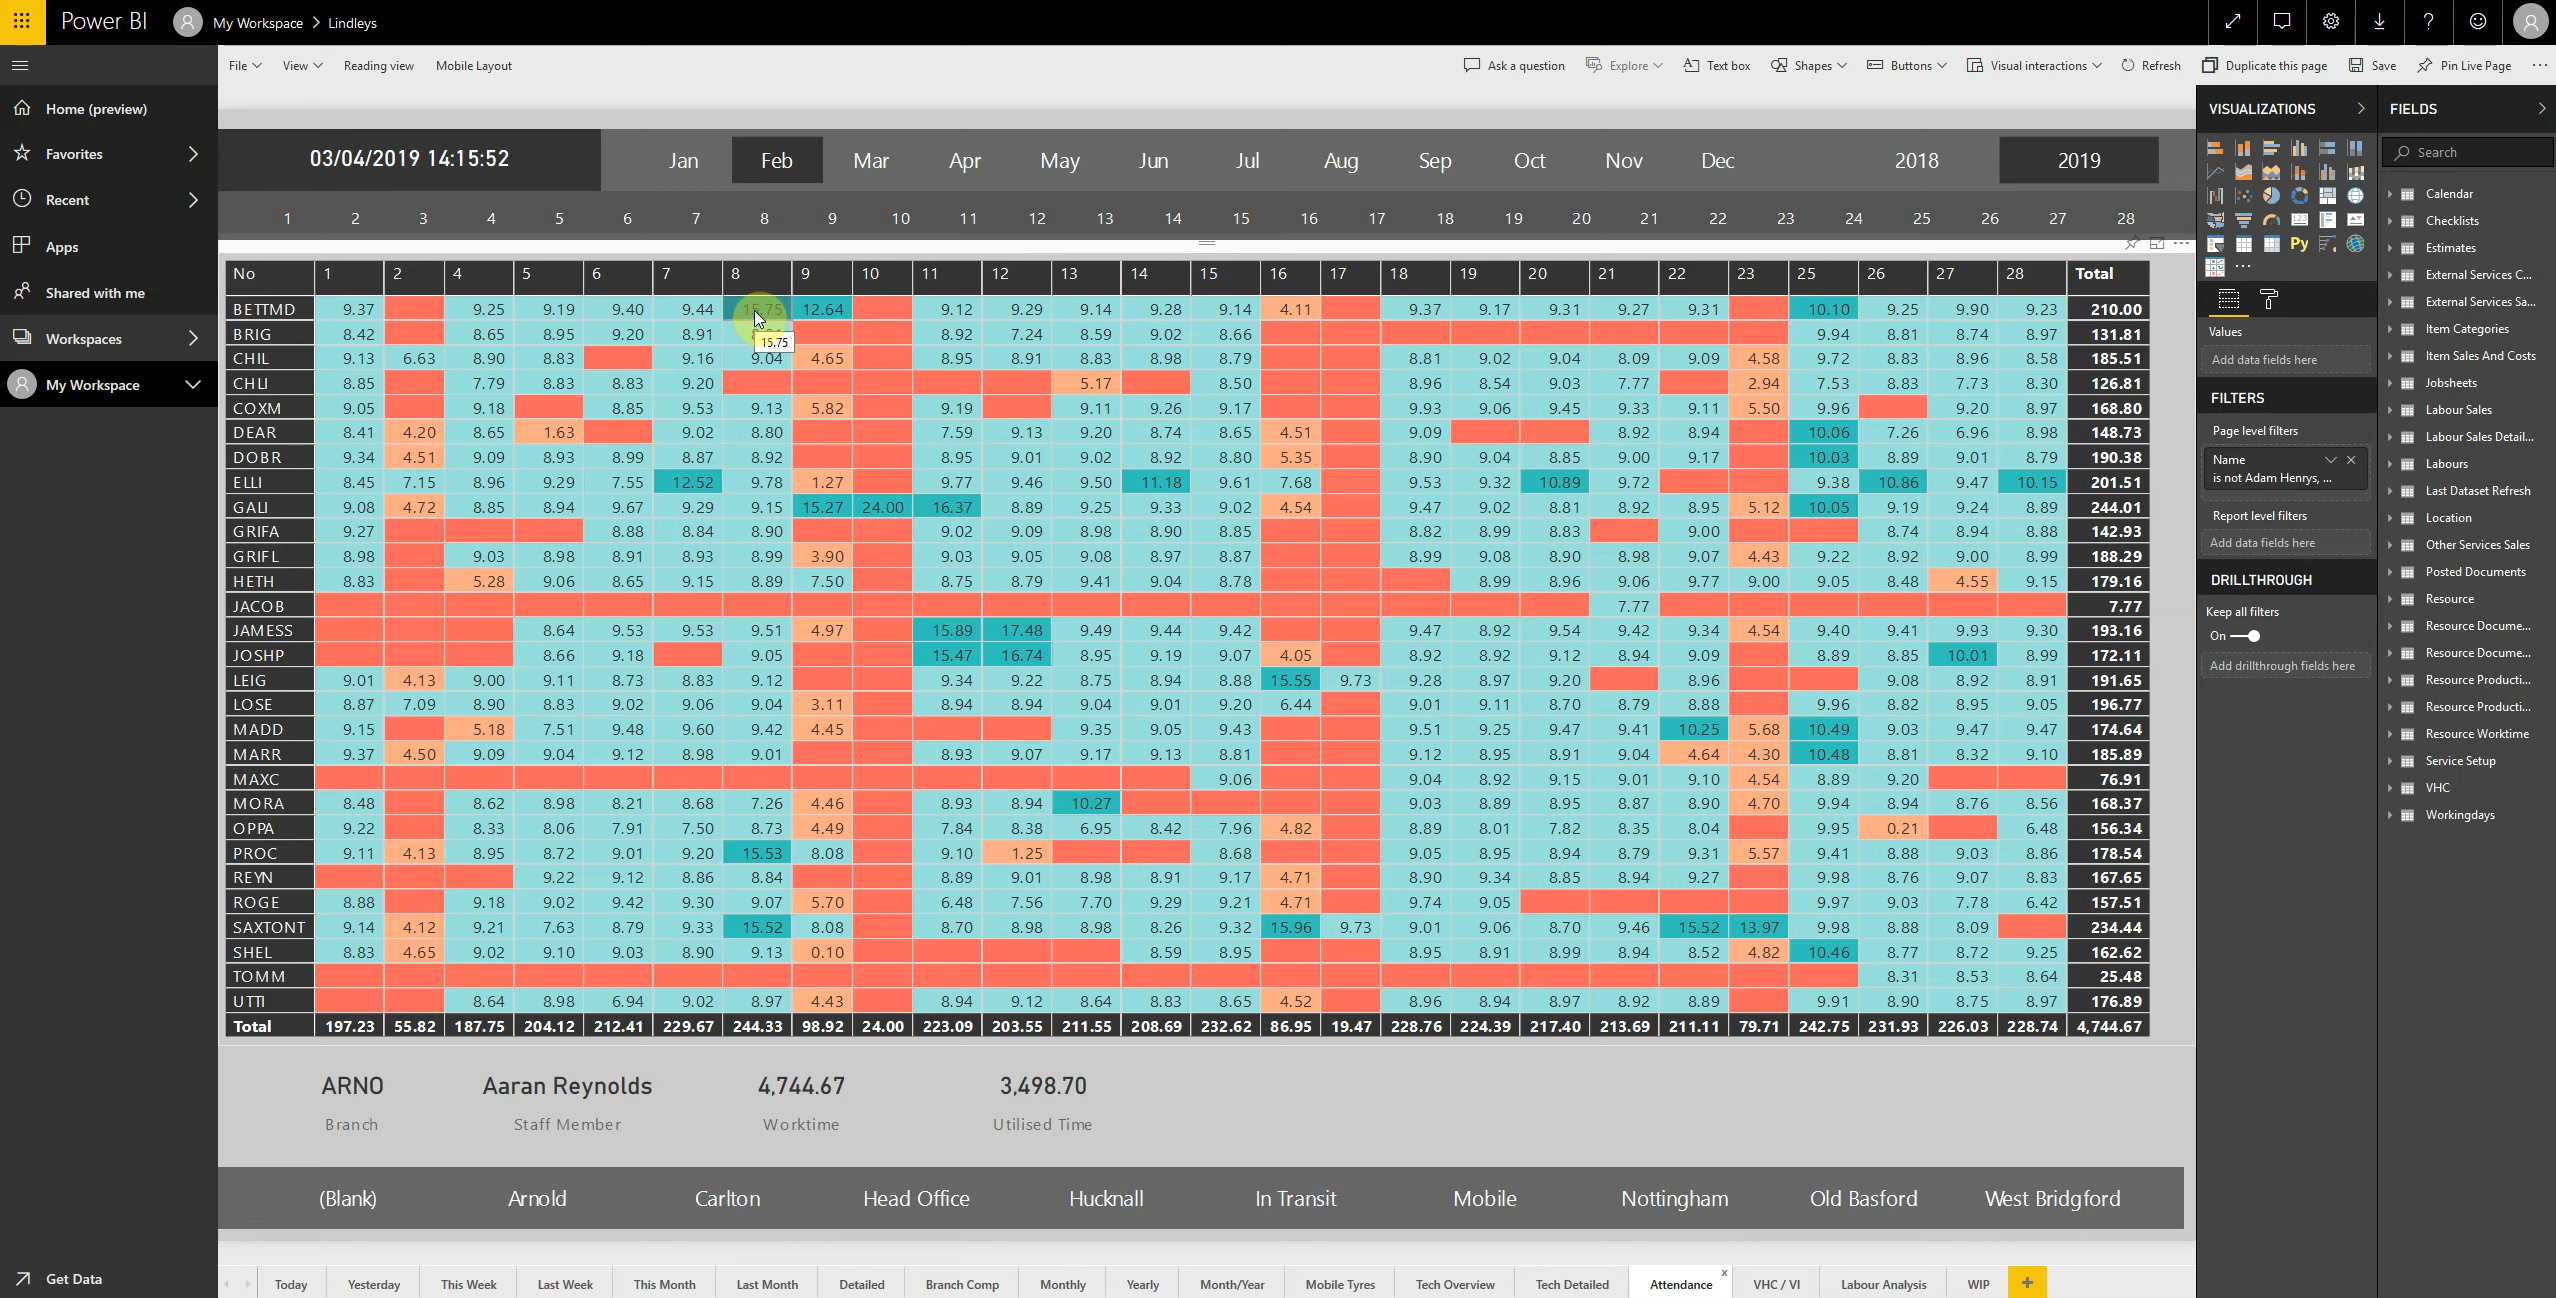 Power BI My Workspace > Lindleys
File View Reading view Mobile Layout Ask a question Explore Text box Shapes Buttons Visual interactions Refresh Duplicate this page Save Pin Live Page ...
Home (preview)
Favorites
Recent
Apps
Shared with me
Workspaces
My Workspace
Get Data
03/04/2019 14:15:52 Jan Feb Mar Apr May Jun Jul Aug Sep Oct Nov Dec 2018 2019
1 2 3 4 5 6 7 8 9 10 11 12 13 14 15 16 17 18 19 20 21 22 23 24 25 26 27 28
No 1 2 4 5 6 7 8 9 10 11 12 13 14 15 16 17 18 19 20 21 22 23 25 26 27 28 Total
BETTMD 9.37 9.25 9.19 9.40 9.44 15.75 12.64 9.12 9.29 9.14 9.28 9.14 4.11 9.37 9.17 9.31 9.27 9.31 10.10 9.25 9.90 9.23 210.00
BRIG 8.42 8.65 8.95 9.20 8.91 8.92 7.24 8.59 9.02 8.66 9.94 8.81 8.74 8.97 131.81
15.75
CHIL 9.13 6.63 8.90 8.83 9.16 9.04 4.65 8.95 8.91 8.83 8.98 8.79 8.81 9.02 9.04 8.09 9.09 4.58 9.72 8.83 8.96 8.58 185.51
CHLI 8.85 7.79 8.83 8.83 9.20 5.17 8.50 8.96 8.54 9.03 7.77 2.94 7.53 8.83 7.73 8.30 126.81
COXM 9.05 9.18 8.85 9.53 9.13 5.82 9.19 9.11 9.26 9.17 9.93 9.06 9.45 9.33 9.11 5.50 9.96 9.20 8.97 168.80
DEAR 8.41 4.20 8.65 1.63 9.02 8.80 7.59 9.13 9.20 8.74 8.65 4.51 9.09 8.92 8.94 10.06 7.26 6.96 8.98 148.73
DOBR 9.34 4.51 9.09 8.93 8.99 8.87 8.92 8.95 9.01 9.02 8.92 8.80 5.35 8.90 9.04 8.85 9.00 9.17 10.03 8.89 9.01 8.79 190.38
ELLI 8.45 7.15 8.96 9.29 7.55 12.52 9.78 1.27 9.77 9.46 9.50 11.18 9.61 7.68 9.53 9.32 10.89 9.72 9.38 10.86 9.47 10.15 201.51
GALI 9.08 4.72 8.85 8.94 9.67 9.29 9.15 15.27 24.00 16.37 8.89 9.25 9.33 9.02 4.54 9.47 9.02 8.81 8.92 8.95 5.12 10.05 9.19 9.24 8.89 244.01
GRIFA 9.27 8.88 8.84 8.90 9.02 9.09 8.98 8.90 8.85 8.82 8.99 8.83 9.00 8.74 8.94 8.88 142.93
GRIFL 8.98 9.03 8.98 8.91 8.93 8.99 3.90 9.03 9.05 9.08 8.97 8.87 8.99 9.08 8.90 8.98 9.07 4.43 9.22 8.92 9.00 8.99 188.29
HETH 8.83 5.28 9.06 8.65 9.15 8.89 7.50 8.75 8.79 9.41 9.04 8.78 8.99 8.96 9.06 9.77 9.00 9.05 8.48 4.55 9.15 179.16
JACOB 7.77 7.77
JAMESS 8.64 9.53 9.53 9.51 4.97 15.89 17.48 9.49 9.44 9.42 9.47 8.92 9.54 9.42 9.34 4.54 9.40 9.41 9.93 9.30 193.16
JOSHP 8.66 9.18 9.05 15.47 16.74 8.95 9.19 9.07 4.05 8.92 8.92 9.12 8.94 9.09 8.89 8.85 10.01 8.99 172.11
LEIG 9.01 4.13 9.00 9.11 8.73 8.83 9.12 9.34 9.22 8.75 8.94 8.88 15.55 9.73 9.28 8.97 9.20 8.96 9.08 8.92 8.91 191.65
LOSE 8.87 7.09 8.90 8.83 9.02 9.06 9.04 3.11 8.94 8.94 9.04 9.01 9.20 6.44 9.01 9.11 8.70 8.79 8.88 9.96 8.82 8.95 9.05 196.77
MADD 9.15 5.18 7.51 9.48 9.60 9.42 4.45 9.35 9.05 9.43 9.51 9.25 9.47 9.41 10.25 5.68 10.49 9.03 9.47 9.47 174.64
MARR 9.37 4.50 9.09 9.04 9.12 8.98 9.01 8.93 9.07 9.17 9.13 8.81 9.12 8.95 8.91 9.04 4.64 4.30 10.48 8.81 8.32 9.10 185.89
MAXC 9.06 9.04 8.92 9.15 9.01 9.10 4.54 8.89 9.20 76.91
MORA 8.48 8.62 8.98 8.21 8.68 7.26 4.46 8.93 8.94 10.27 9.03 8.89 8.95 8.87 8.90 4.70 9.94 8.94 8.76 8.56 168.37
OPPA 9.22 8.33 8.06 7.91 7.50 8.73 4.49 7.84 8.38 6.95 8.42 7.96 4.82 8.89 8.01 7.82 8.35 8.04 9.95 0.21 6.48 156.34
PROC 9.11 4.13 8.95 8.72 9.01 9.20 15.53 8.08 9.10 1.25 8.68 9.05 8.95 8.94 8.79 9.31 5.57 9.41 8.88 9.03 8.86 178.54
REYN 9.22 9.12 8.86 8.84 8.89 9.01 8.98 8.91 9.17 4.71 8.90 9.34 8.85 8.94 9.27 9.98 8.76 9.07 8.83 167.65
ROGE 8.88 9.18 9.02 9.42 9.30 9.07 5.70 6.48 7.56 7.70 9.29 9.21 4.71 9.74 9.05 9.97 9.03 7.78 6.42 157.51
SAXTONT 9.14 4.12 9.21 7.63 8.79 9.33 15.52 8.08 8.70 8.98 8.98 8.26 9.32 15.96 9.73 9.01 9.06 8.70 9.46 15.52 13.97 9.98 8.88 8.09 234.44
SHEL 8.83 4.65 9.02 9.10 9.03 8.90 9.13 0.10 8.59 8.95 8.95 8.91 8.99 8.94 8.52 4.82 10.46 8.77 8.72 9.25 162.62
TOMM 8.31 8.53 8.64 25.48
UTTI 8.64 8.98 6.94 9.02 8.97 4.43 8.94 9.12 8.64 8.83 8.65 4.52 8.96 8.94 8.97 8.92 8.89 9.91 8.90 8.75 8.97 176.89
Total 197.23 55.82 187.75 204.12 212.41 229.67 244.33 98.92 24.00 223.09 203.55 211.55 208.69 232.62 86.95 19.47 228.76 224.39 217.40 213.69 211.11 79.71 242.75 231.93 226.03 228.74 4,744.67
ARNO Aaran Reynolds 4,744.67 3,498.70
Branch Staff Member Worktime Utilised Time
(Blank) Arnold Carlton Head Office Hucknall In Transit Mobile Nottingham Old Basford West Bridgford
Today Yesterday This Week Last Week This Month Last Month Detailed Branch Comp Monthly Yearly Month/Year Mobile Tyres Tech Overview Tech Detailed Attendance x VHC / VI Labour Analysis WIP +
VISUALIZATIONS
Py
Values
Add data fields here
FILTERS
Page level filters
Name
is not Adam Henrys, ...
Report level filters
Add data fields here
DRILLTHROUGH
Keep all filters
On
Add drillthrough fields here
FIELDS
Search
Calendar
Checklists
Estimates
External Services C...
External Services Sa...
Item Categories
Item Sales And Costs
Jobsheets
Labour Sales
Labour Sales Detail...
Labours
Last Dataset Refresh
Location
Other Services Sales
Posted Documents
Resource
Resource Docume...
Resource Docume...
Resource Producti...
Resource Producti...
Resource Worktime
Service Setup
VHC
Workingdays